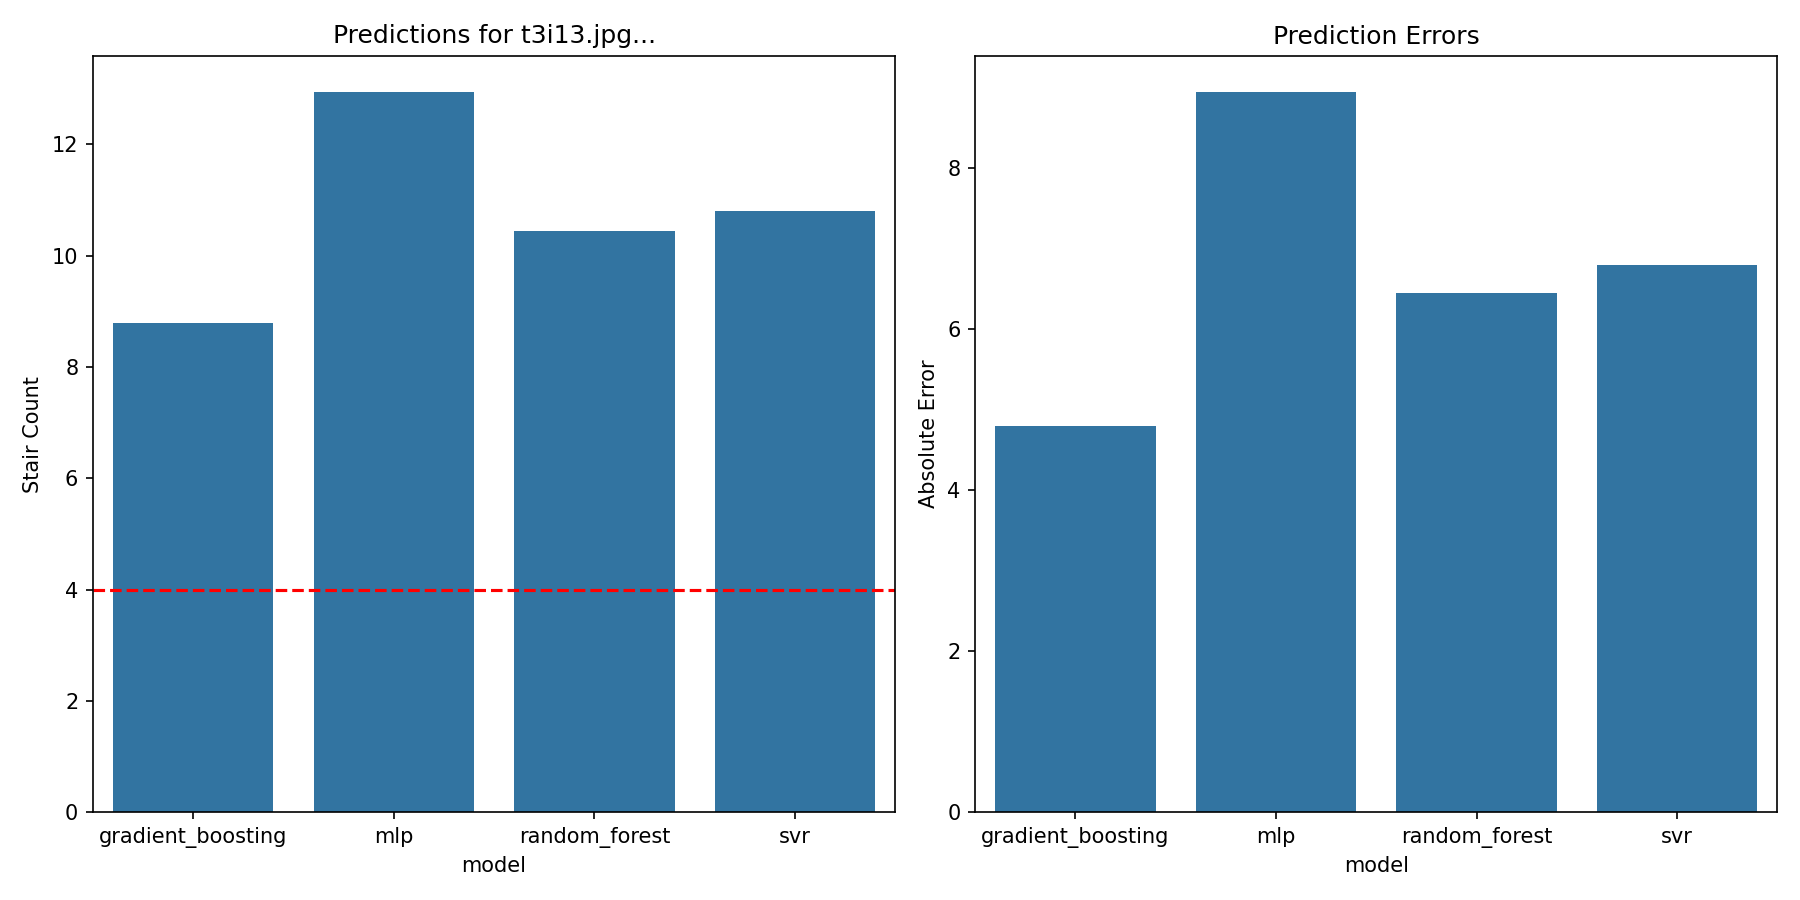 Predictions for t3i13.jpg...
Stair Count
12
10
8
6
4
2
0
gradient_boosting mlp random_forest svr
model
Prediction Errors
Absolute Error
8
6
4
2
0
gradient_boosting mlp random_forest svr
model